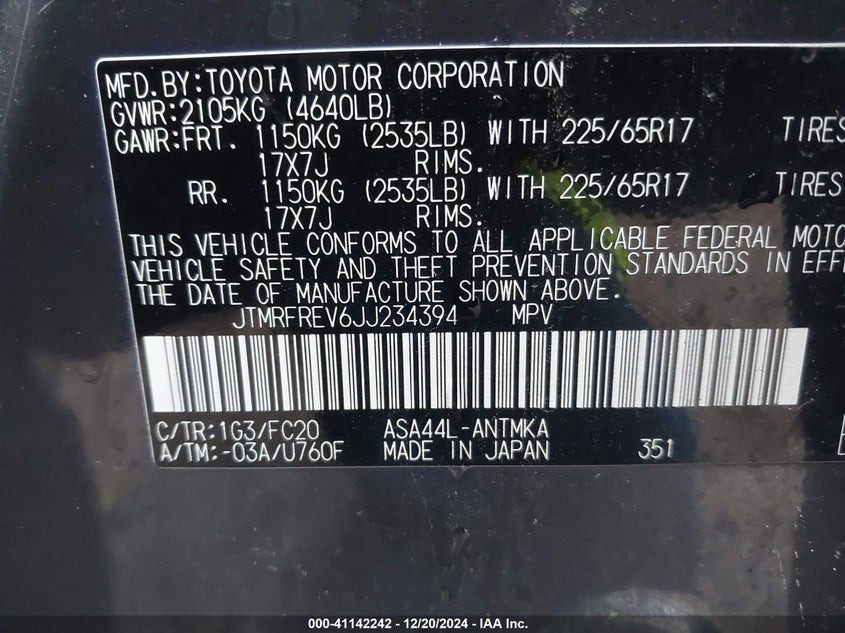 MFD.BY:TOYOTA MOTOR CORPORATION
GVWR:2105KG (4640LB)
GAWR:FRT. 1150KG (2535LB) WITH 225/65R17 TIRES
17X7J RIMS.
RR. 1150KG (2535LB) WITH 225/65R17 TIRES
17X7J RIMS.
THIS VEHICLE CONFORMS TO ALL APPLICABLE FEDERAL MOTO
VEHICLE SAFETY AND THEFT PREVENTION STANDARDS IN EFF
THE DATE OF MANUFACTURE SHOWN ABOVE.
JTMRFREV6JJ234394 MPV
C/TR:1G3/FC20 ASA44L-ANTMKA
A/TM:-03A/U760F MADE IN JAPAN 351
000-41142242 - 12/20/2024 - IAA Inc.